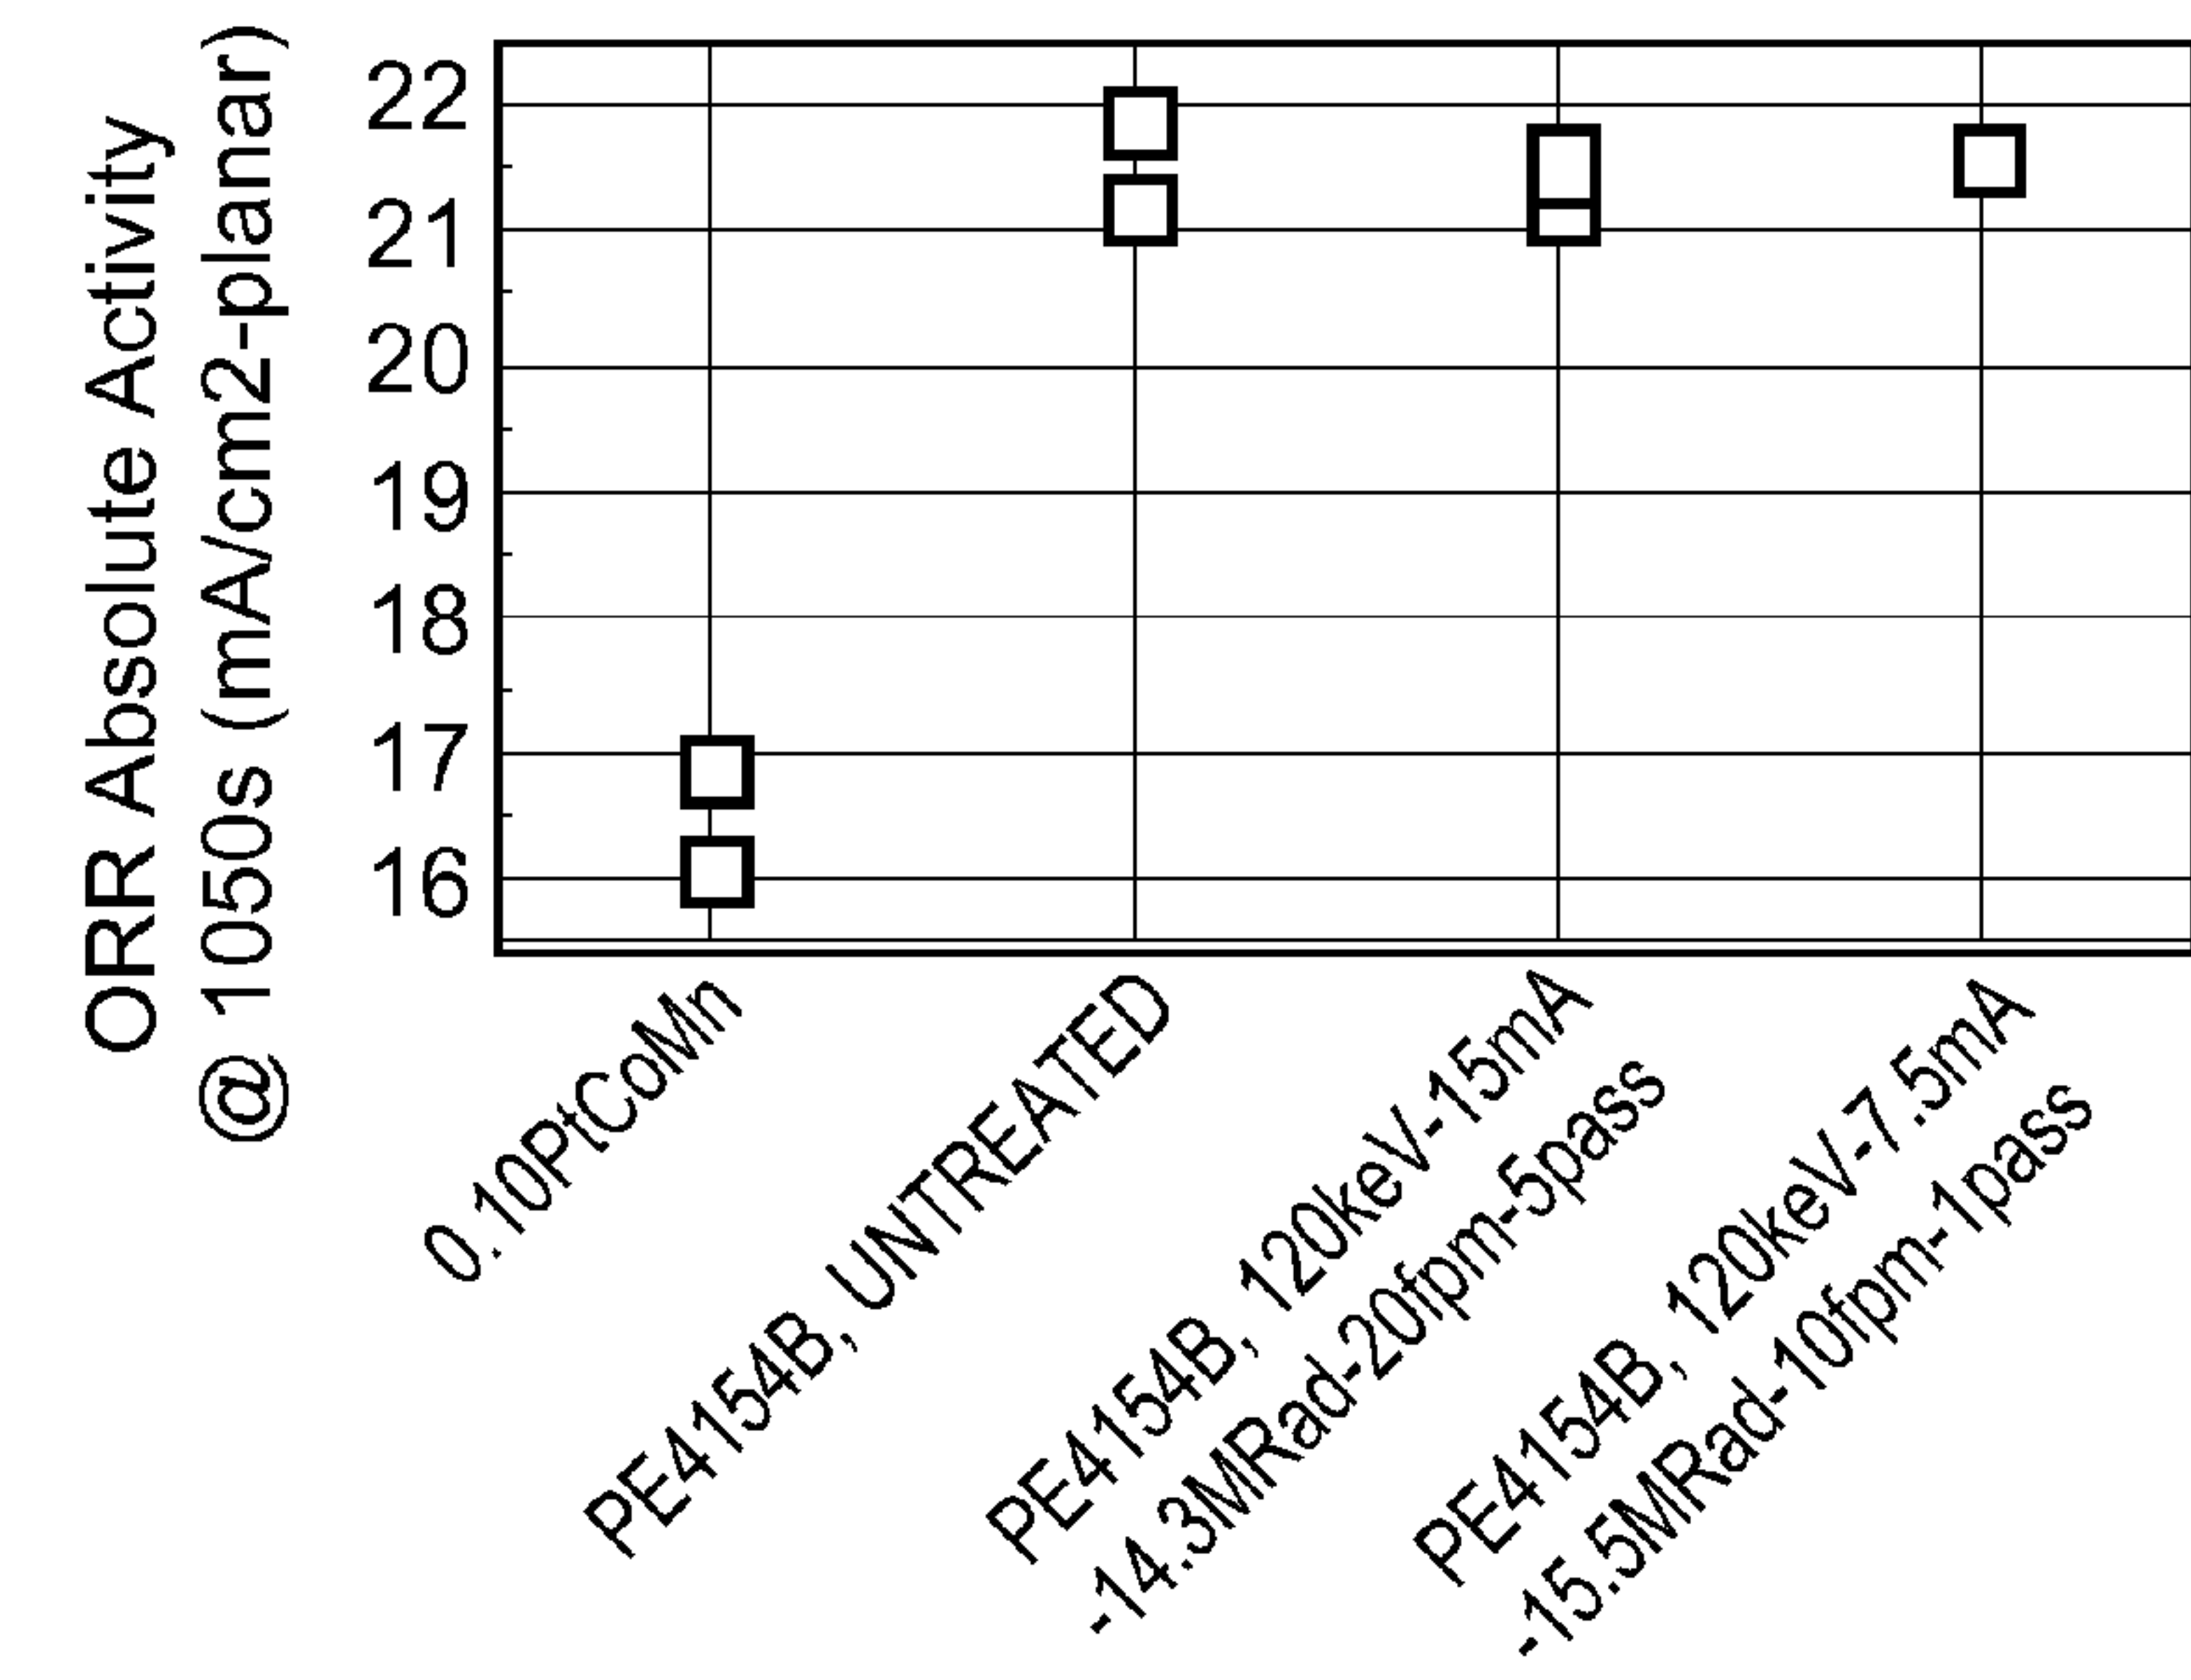 ORR Absolute Activity
@ 1050s (mA/cm2-planar)
22
21
20
19
18
17
16
0.10PtCoMn
PE4154B, UNTREATED
PE4154B, 120keV-15mA
-14.3MRad-20fpm-5pass
PE4154B, 120keV-7.5mA
-15.5MRad-10fpm-1pass